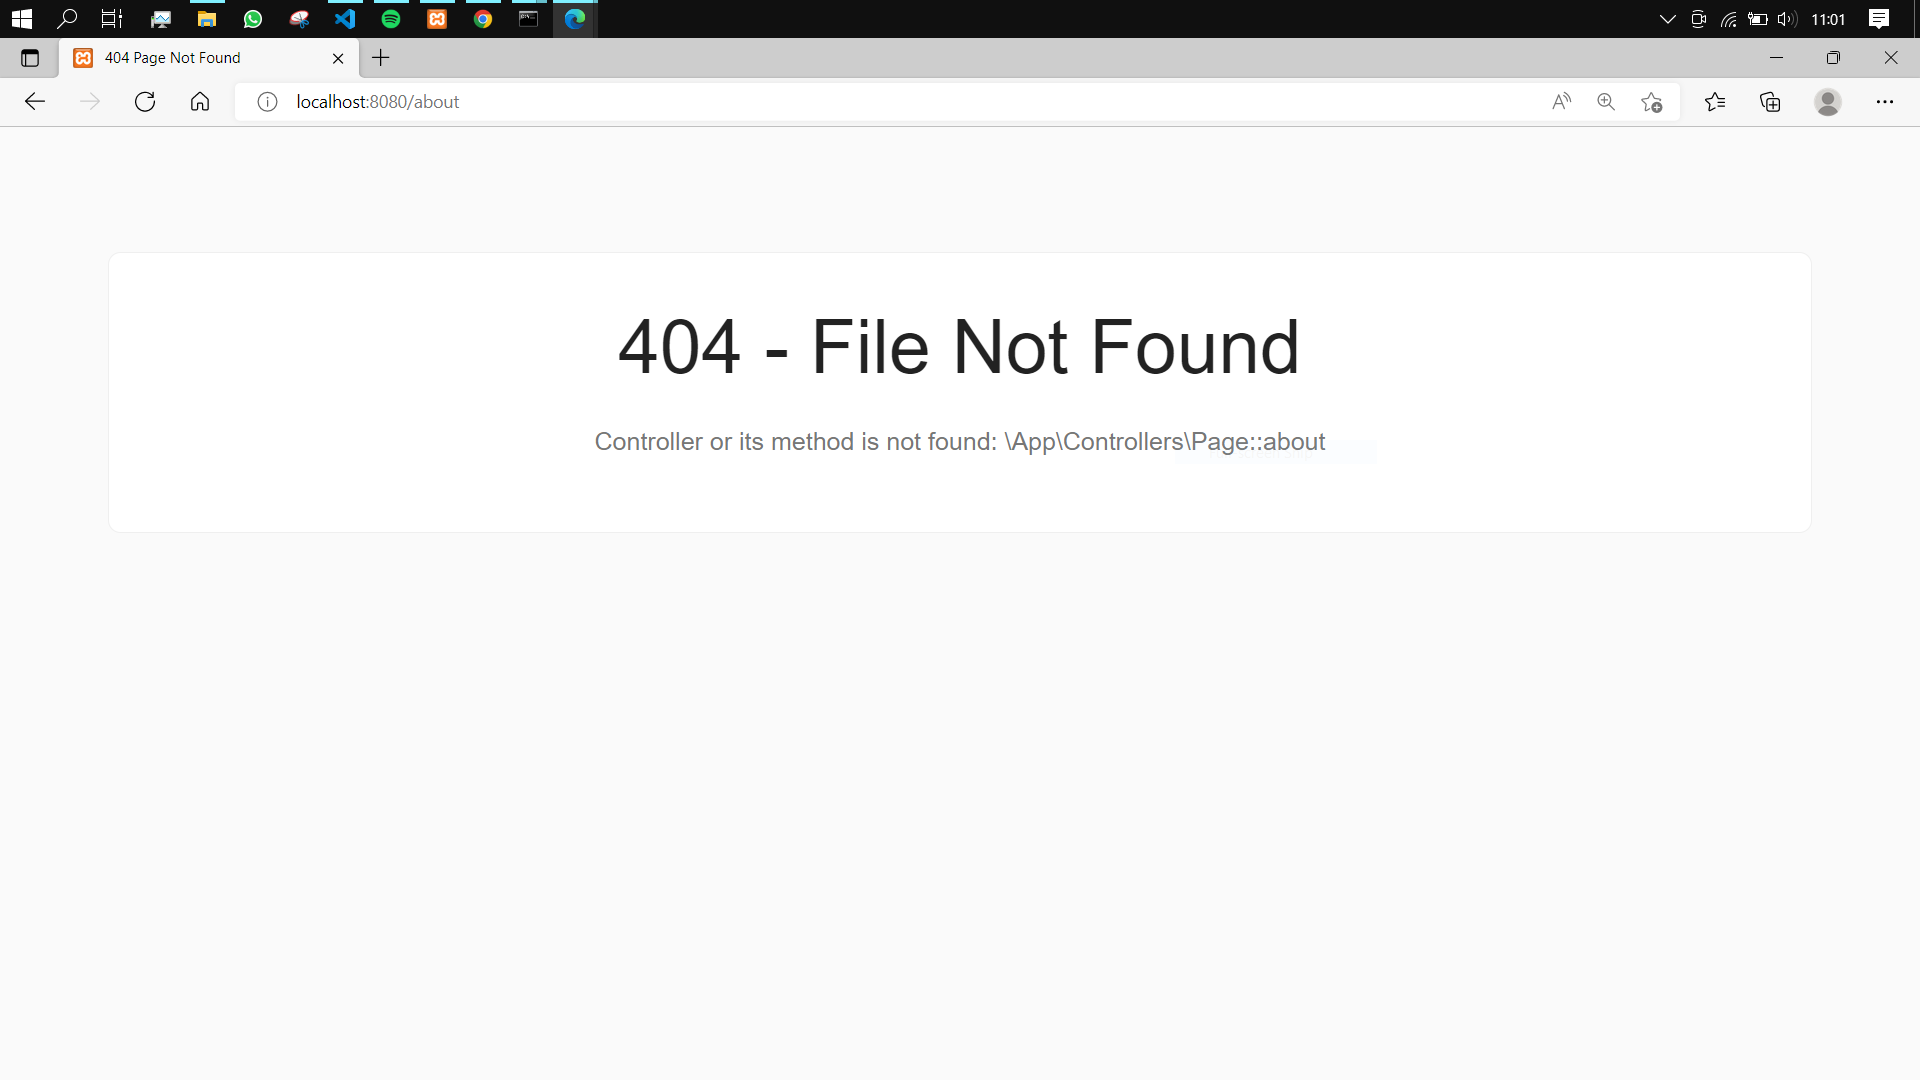 11:01
404 Page Not Found
localhost:8080/about
404 - File Not Found
Controller or its method is not found: \App\Controllers\Page::about